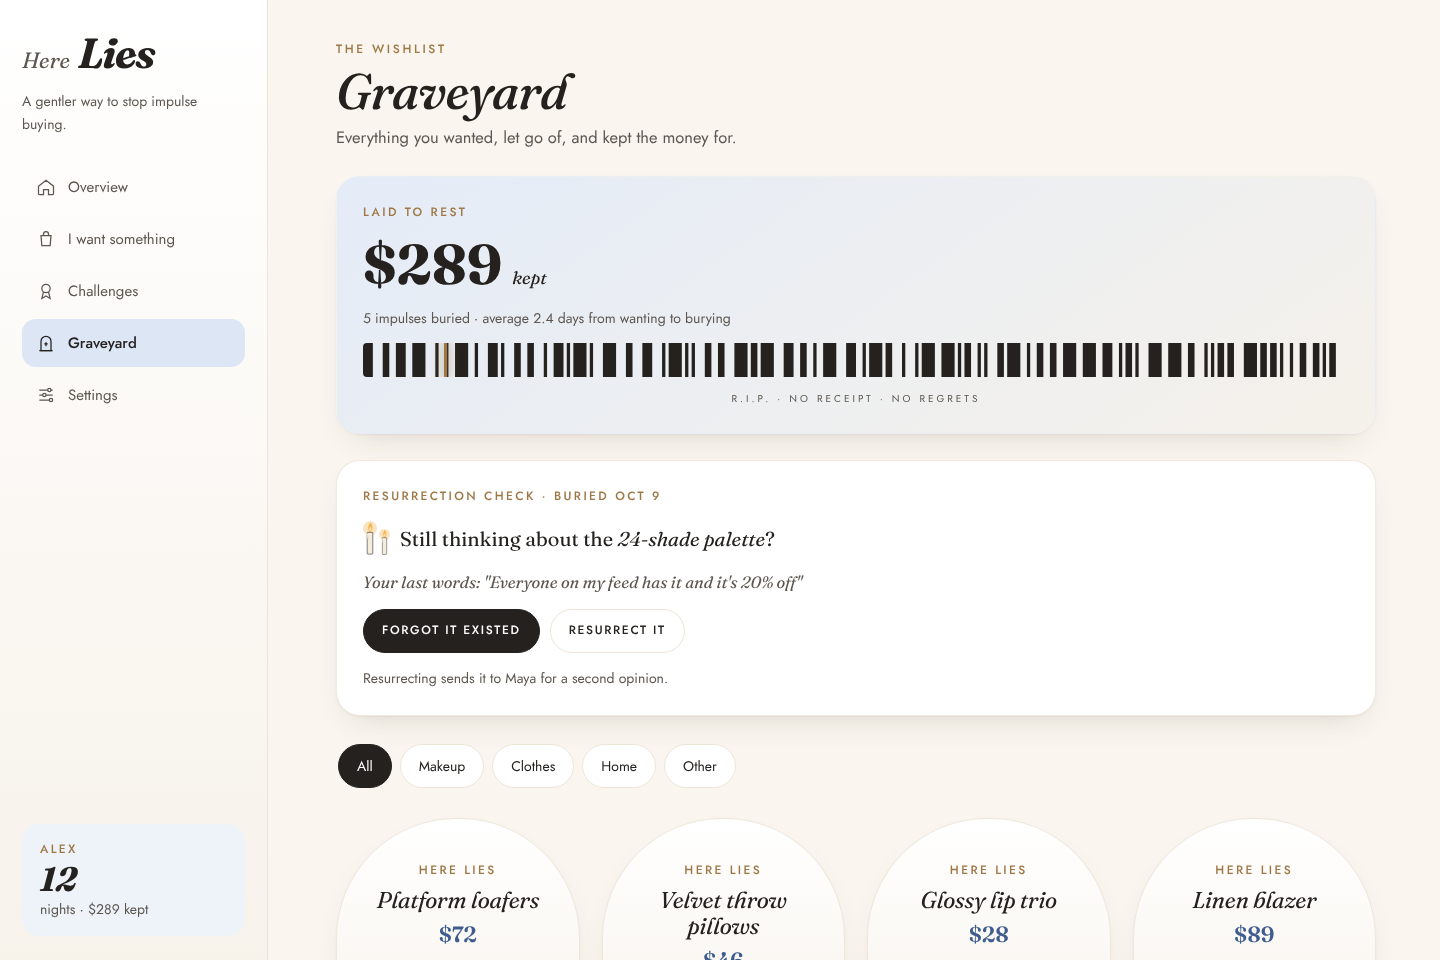 Here Lies
A gentler way to stop impulse
buying.
Overview
I want something
Challenges
Graveyard
Settings
ALEX
12
nights · $289 kept
THE WISHLIST
Graveyard
Everything you wanted, let go of, and kept the money for.
LAID TO REST
$289 kept
5 impulses buried · average 2.4 days from wanting to burying
R.I.P. · NO RECEIPT · NO REGRETS
RESURRECTION CHECK · BURIED OCT 9
Still thinking about the 24-shade palette?
Your last words: "Everyone on my feed has it and it's 20% off"
FORGOT IT EXISTED
RESURRECT IT
Resurrecting sends it to Maya for a second opinion.
All
Makeup
Clothes
Home
Other
HERE LIES
Platform loafers
$72
HERE LIES
Velvet throw
pillows
HERE LIES
Glossy lip trio
$28
HERE LIES
Linen blazer
$89